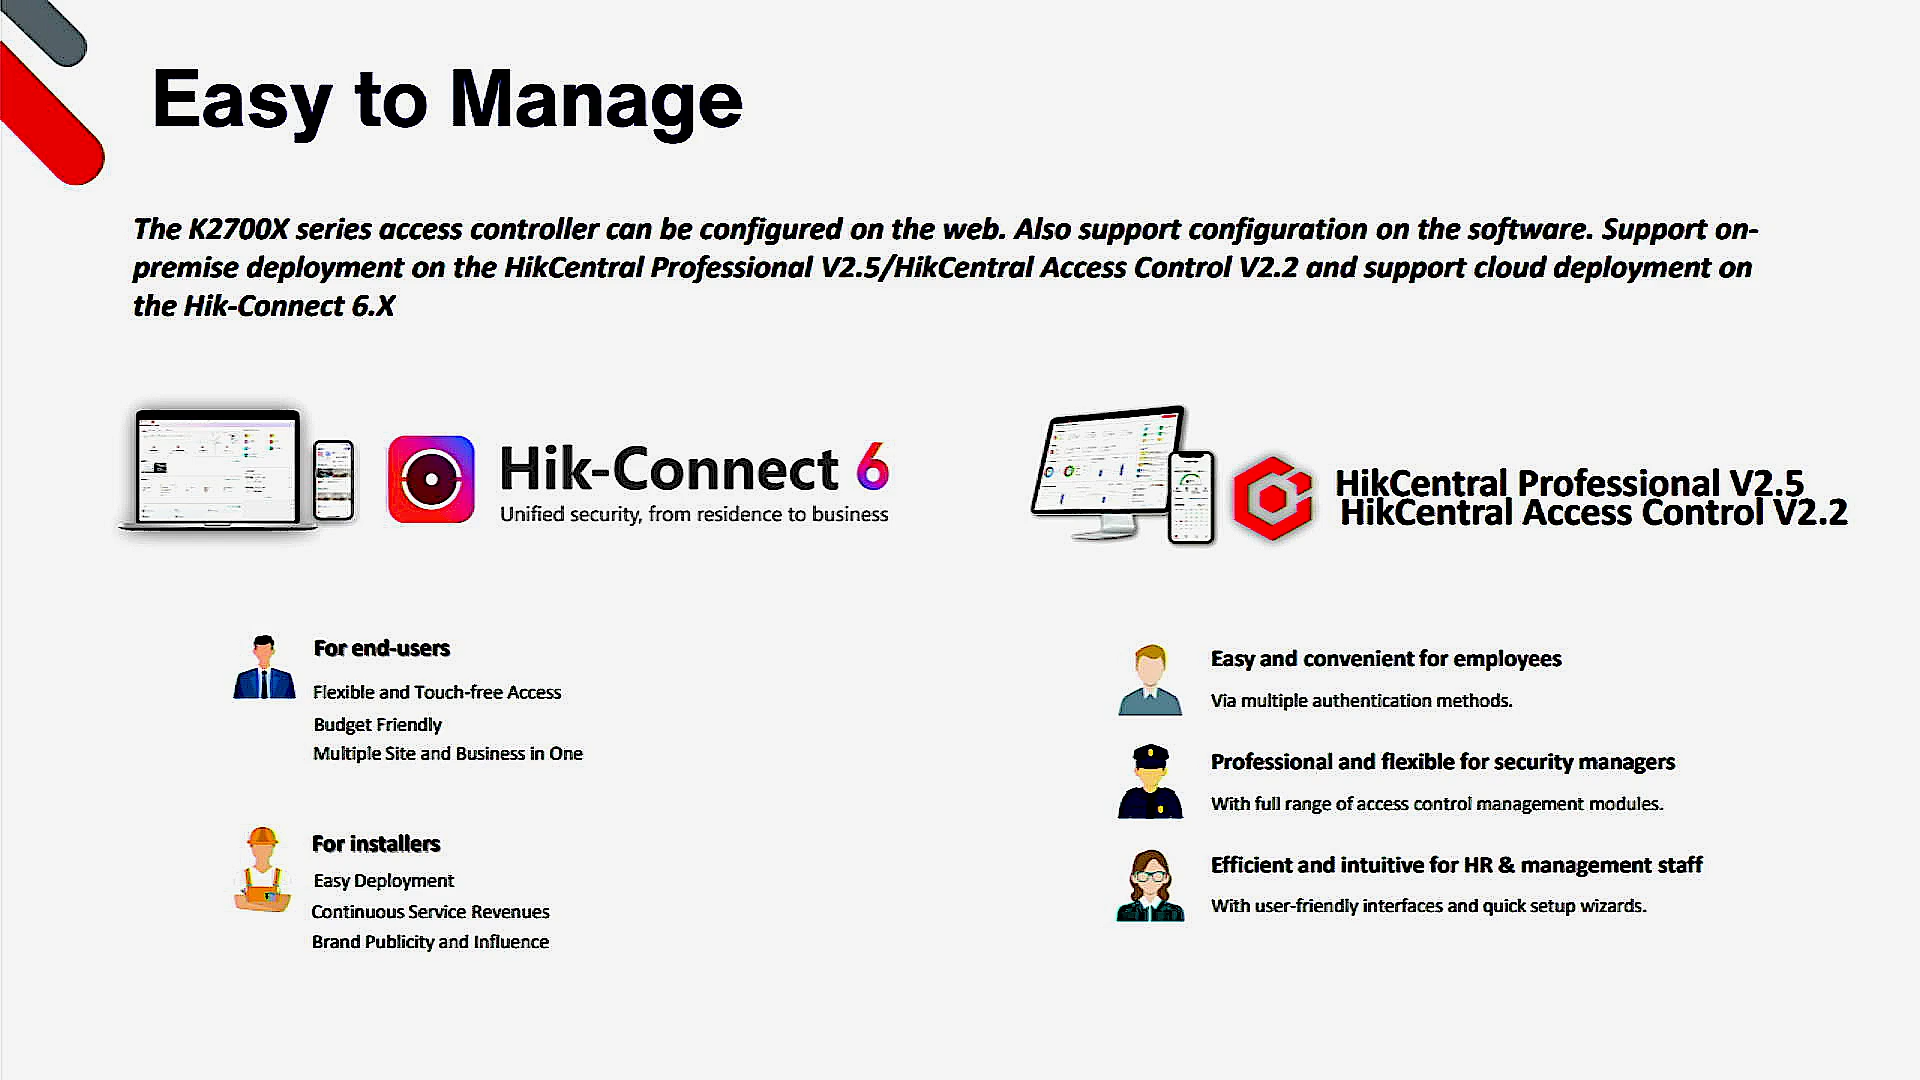 Easy to Manage
The K2700X series access controller can be configured on the web. Also support configuration on the software. Support on-
premise deployment on the HikCentral Professional V2.5/HikCentral Access Control V2.2 and support cloud deployment on
the Hik-Connect 6.X
Hik-Connect 6
Unified security, from residence to business
HikCentral Professional V2.5
HikCentral Access Control V2.2
For end-users
Flexible and Touch-free Access
Budget Friendly
Multiple Site and Business in One
For installers
Easy Deployment
Continuous Service Revenues
Brand Publicity and Influence
Easy and convenient for employees
Via multiple authentication methods.
Professional and flexible for security managers
With full range of access control management modules.
Efficient and intuitive for HR & management staff
With user-friendly interfaces and quick setup wizards.